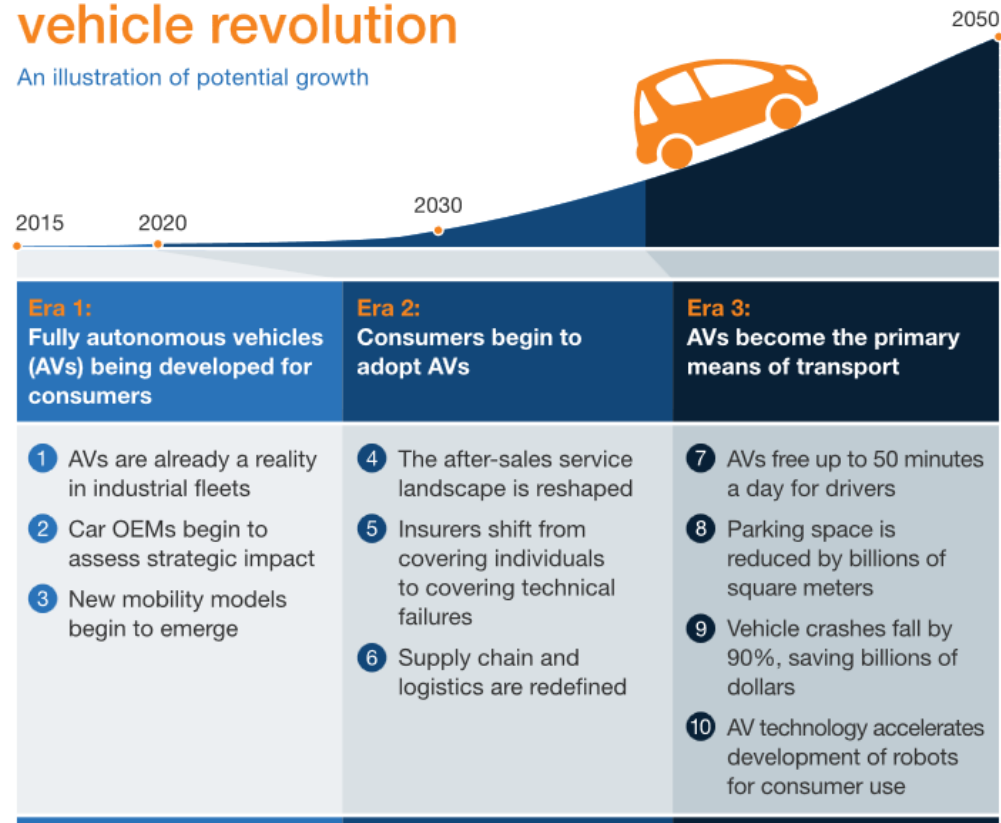 vehicle revolution
An illustration of potential growth
2050
2030
2015
2020
Era 1:
Fully autonomous vehicles
(AVs) being developed for
consumers
1 AVs are already a reality
in industrial fleets
2 Car OEMs begin to
assess strategic impact
3 New mobility models
begin to emerge
Era 2:
Consumers begin to
adopt AVs
4 The after-sales service
landscape is reshaped
5 Insurers shift from
covering individuals
to covering technical
failures
6 Supply chain and
logistics are redefined
Era 3:
AVs become the primary
means of transport
7 AVs free up to 50 minutes
a day for drivers
8 Parking space is
reduced by billions of
square meters
9 Vehicle crashes fall by
90%, saving billions of
dollars
10 AV technology accelerates
development of robots
for consumer use